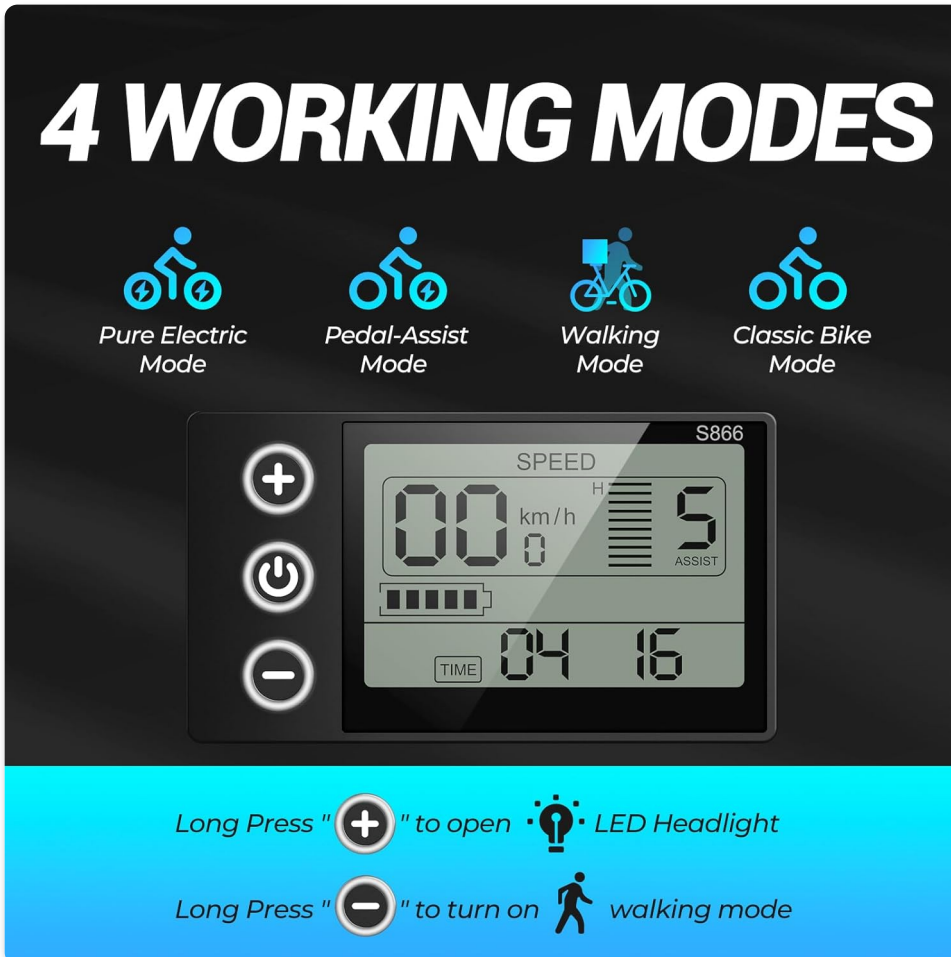 4 WORKING MODES
Pure Electric
Mode
Pedal-Assist
Mode
Walking
Mode
Classic Bike
Mode
S866
SPEED
00 km/h 0
H
5
ASSIST
TIME 04 16
Long Press " + " to open LED Headlight
Long Press " - " to turn on walking mode